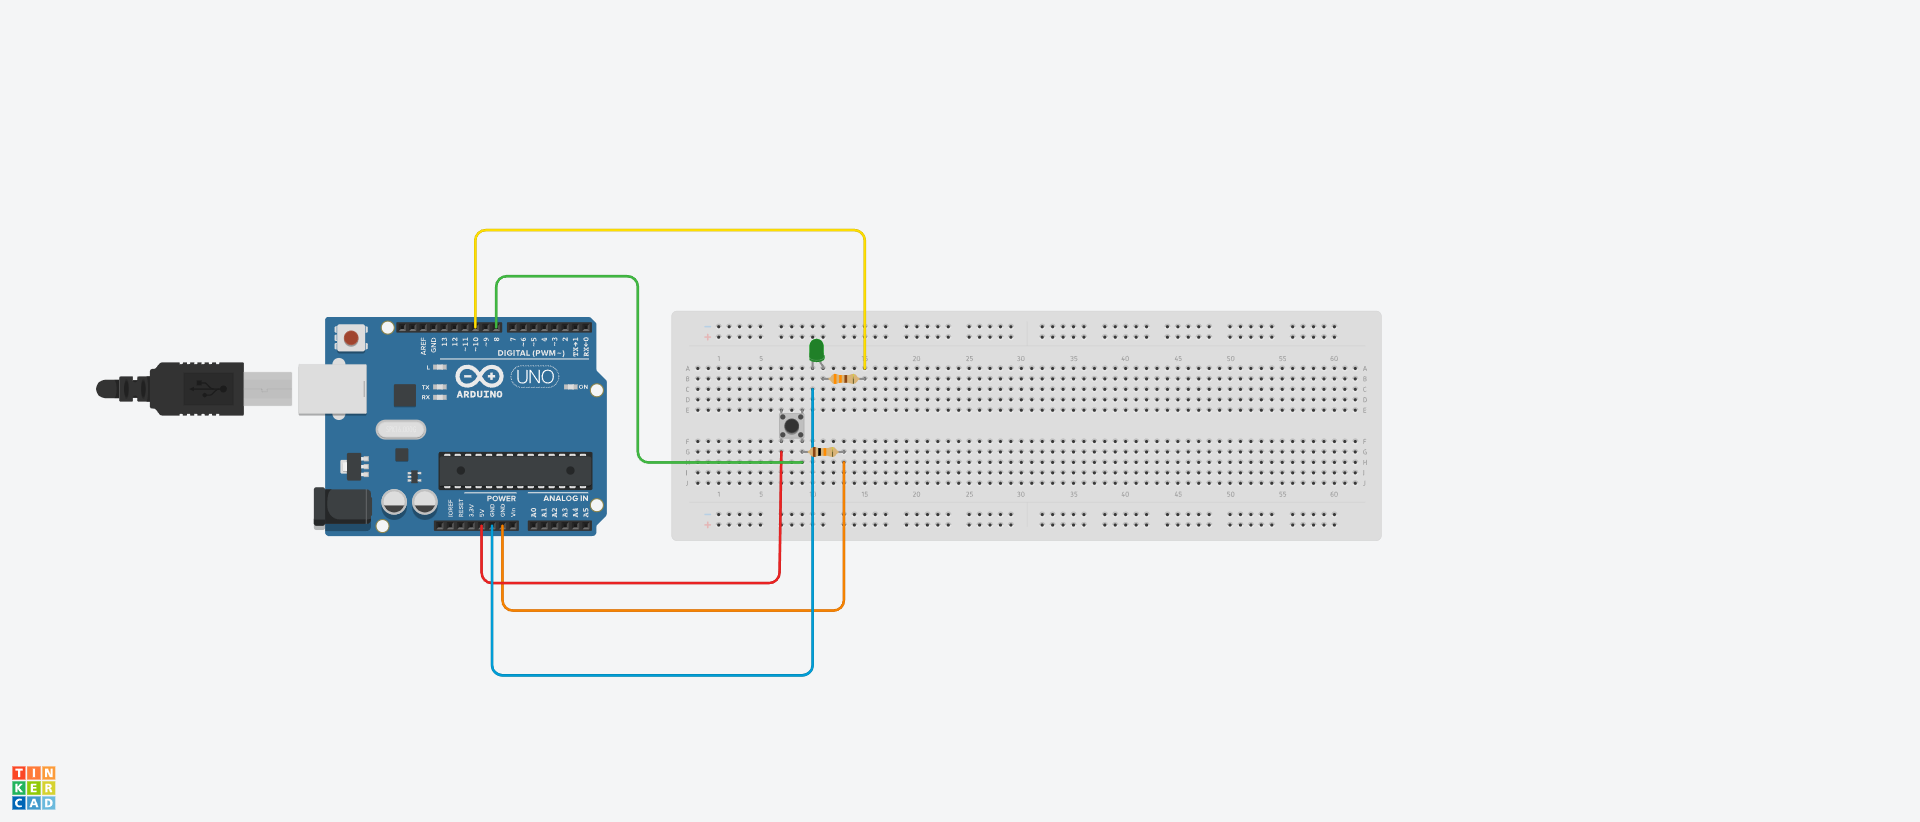 1 5 10 15 20 25 30 35 40 45 50 55 60
A A
B B
C C
D D
E E
F F
G G
H H
I I
J J
1 5 10 15 20 25 30 35 40 45 50 55 60
AREF
GND
13
12
~11
~10
~9
8
7
~6
~5
4
~3
2
TX→1
RX←0
DIGITAL (PWM~)
L
TX
RX
ON
UNO
ARDUINO
POWER
ANALOG IN
IOREF
RESET
3.3V
5V
GND
GND
Vin
A0
A1
A2
A3
A4
A5
TIN
KER
CAD